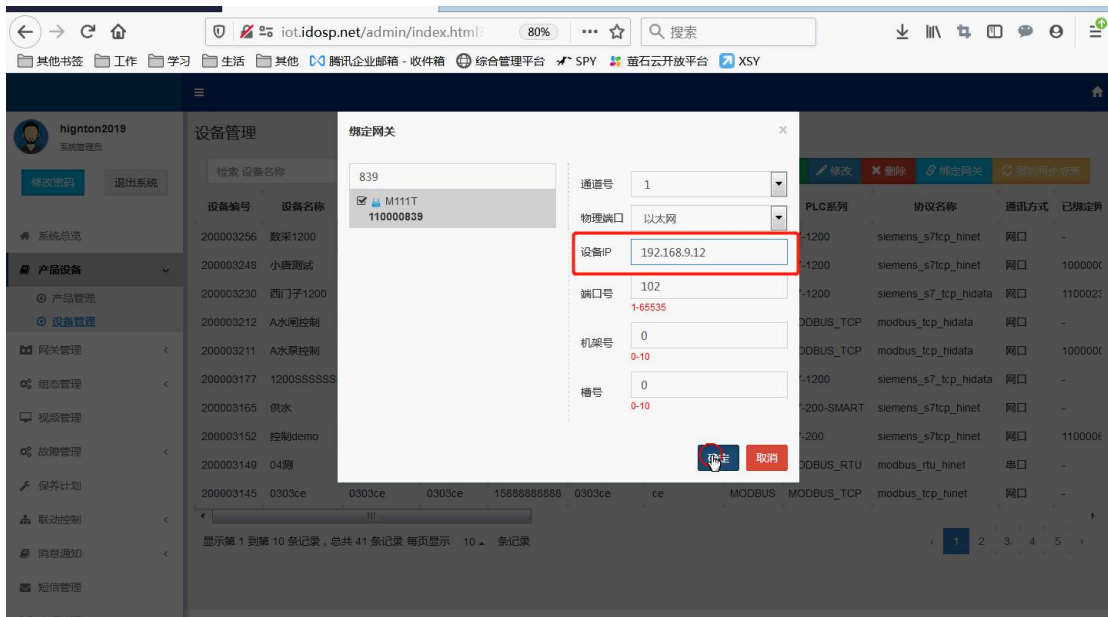 iot.idosp.net/admin/index.html? 80% 搜索
其他书签 工作 学习 生活 其他 腾讯企业邮箱 - 收件箱 综合管理平台 SPY 萤石云开放平台 XSY
hignton2019
系统管理员
修改密码 退出系统
系统总览
产品设备
产品管理
设备管理
网关管理
组态管理
视频管理
故障管理
保养计划
联动控制
消息通知
短信管理
设备管理
检索 设备名称
修改 删除 绑定网关
设备编号 设备名称 PLC系列 协议名称 通讯方式
200003256 数采1200 -1200 siemens_s7tcp_hinet 网口
200003248 小唐测试 -1200 siemens_s7tcp_hinet 网口 100000
200003230 西门子1200 -1200 siemens_s7_tcp_hidata 网口 110002
200003212 A水闸控制 ODBUS_TCP modbus_tcp_hidata 网口 -
200003211 A水泵控制 ODBUS_TCP modbus_tcp_hidata 网口 100000
200003177 1200SSSSSS -1200 siemens_s7_tcp_hidata 网口 -
200003165 供水 -200-SMART siemens_s7tcp_hinet 网口 -
200003152 控制demo -200 siemens_s7tcp_hinet 网口 110000
200003149 04测 ODBUS_RTU modbus_rtu_hinet 串口 -
200003145 0303ce 0303ce 0303ce 15888888888 0303ce ce MODBUS MODBUS_TCP modbus_tcp_hinet 网口 -
显示第 1 到第 10 条记录，总共 41 条记录 每页显示 10 条记录
‹ 1 2 3 4 5 ›
绑定网关 ×
839
M111T
110000839
通道号 1
物理端口 以太网
设备IP 192.168.9.12
端口号 102
1-65535
机架号 0
0-10
槽号 0
0-10
确定 取消